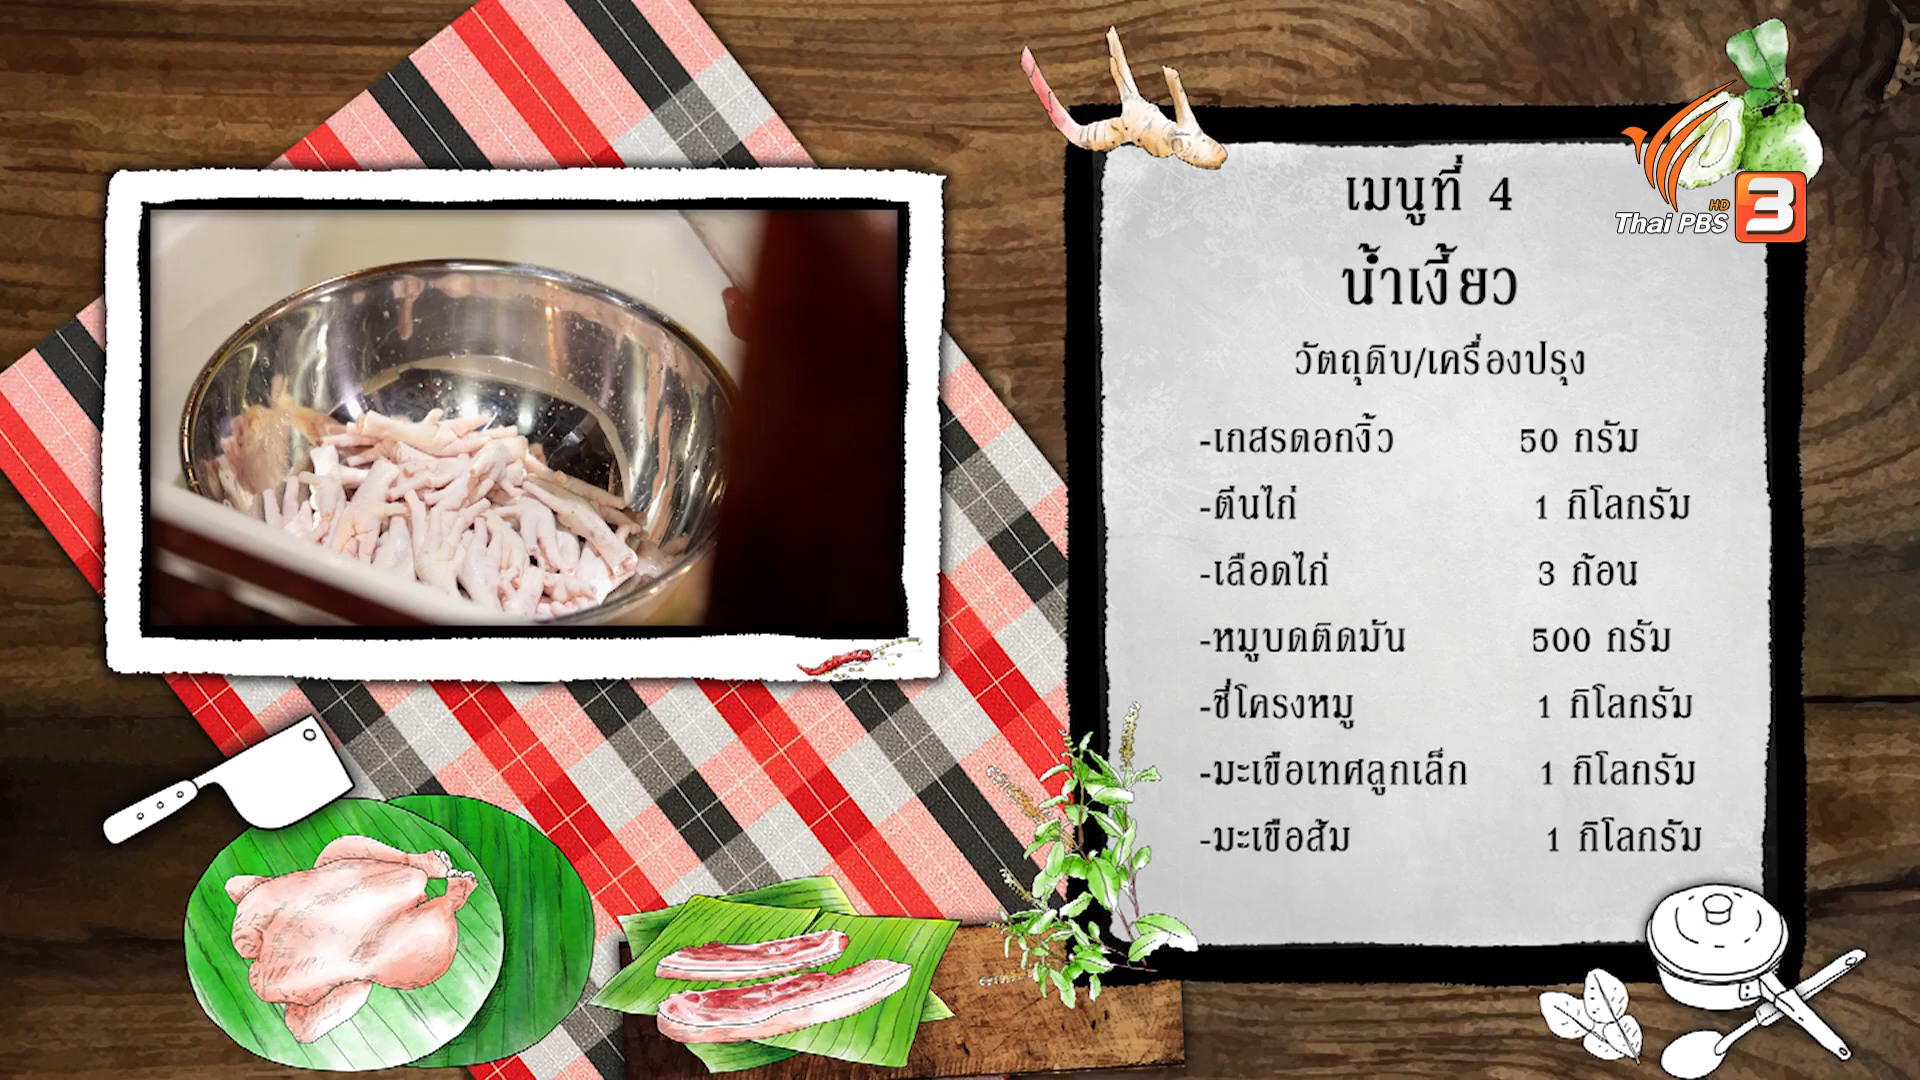 เมนูที่ 4
น้ำเงี้ยว
วัตถุดิบ/เครื่องปรุง
-เกสรดอกงิ้ว 50 กรัม
-ตีนไก่ 1 กิโลกรัม
-เลือดไก่ 3 ก้อน
-หมูบดติดมัน 500 กรัม
-ซี่โครงหมู 1 กิโลกรัม
-มะเขือเทศลูกเล็ก 1 กิโลกรัม
-มะเขือส้ม 1 กิโลกรัม
HD
Thai PBS 3